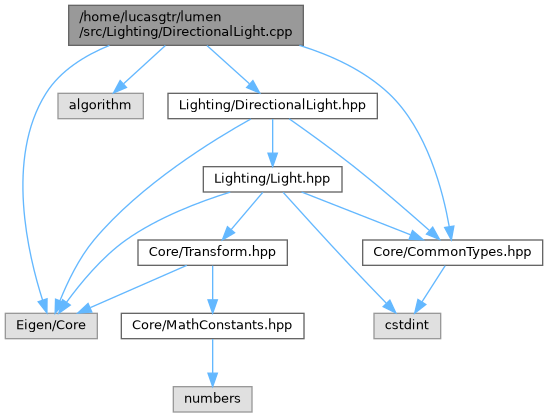 /home/lucasgtr/lumen
/src/Lighting/DirectionalLight.cpp
algorithm
Lighting/DirectionalLight.hpp
Lighting/Light.hpp
Core/Transform.hpp
Core/CommonTypes.hpp
Eigen/Core
Core/MathConstants.hpp
cstdint
numbers